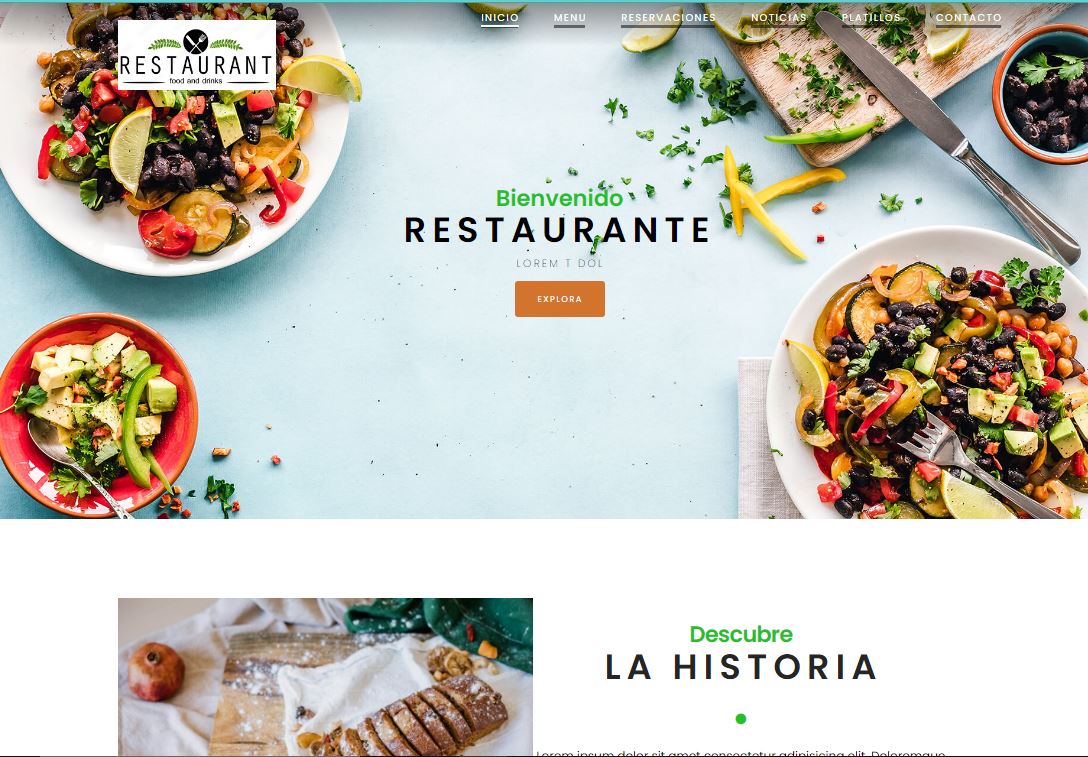 INICIO MENU RESERVACIONES NOTICIAS PLATILLOS CONTACTO
RESTAURANT
food and drinks
Bienvenido
RESTAURANTE
LOREM T DOL
EXPLORA
Descubre
LA HISTORIA
Lorem ipsum dolor sit amet consectetur adipisicing elit. Doloremque